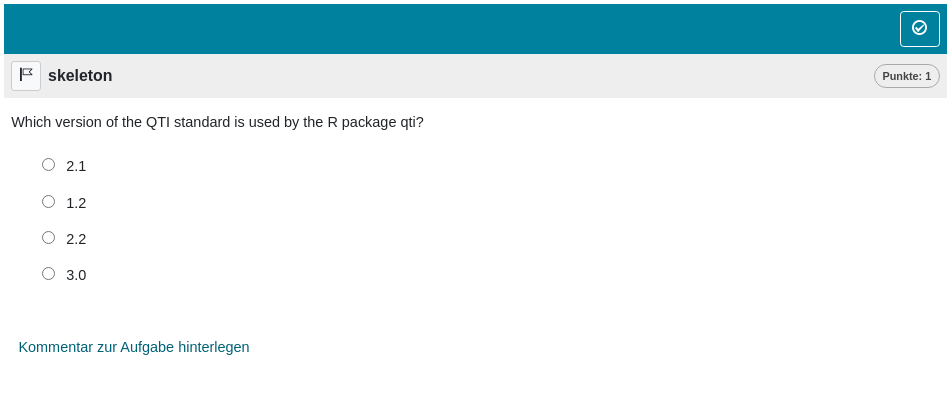 skeleton
Punkte: 1
Which version of the QTI standard is used by the R package qti?
2.1
1.2
2.2
3.0
Kommentar zur Aufgabe hinterlegen